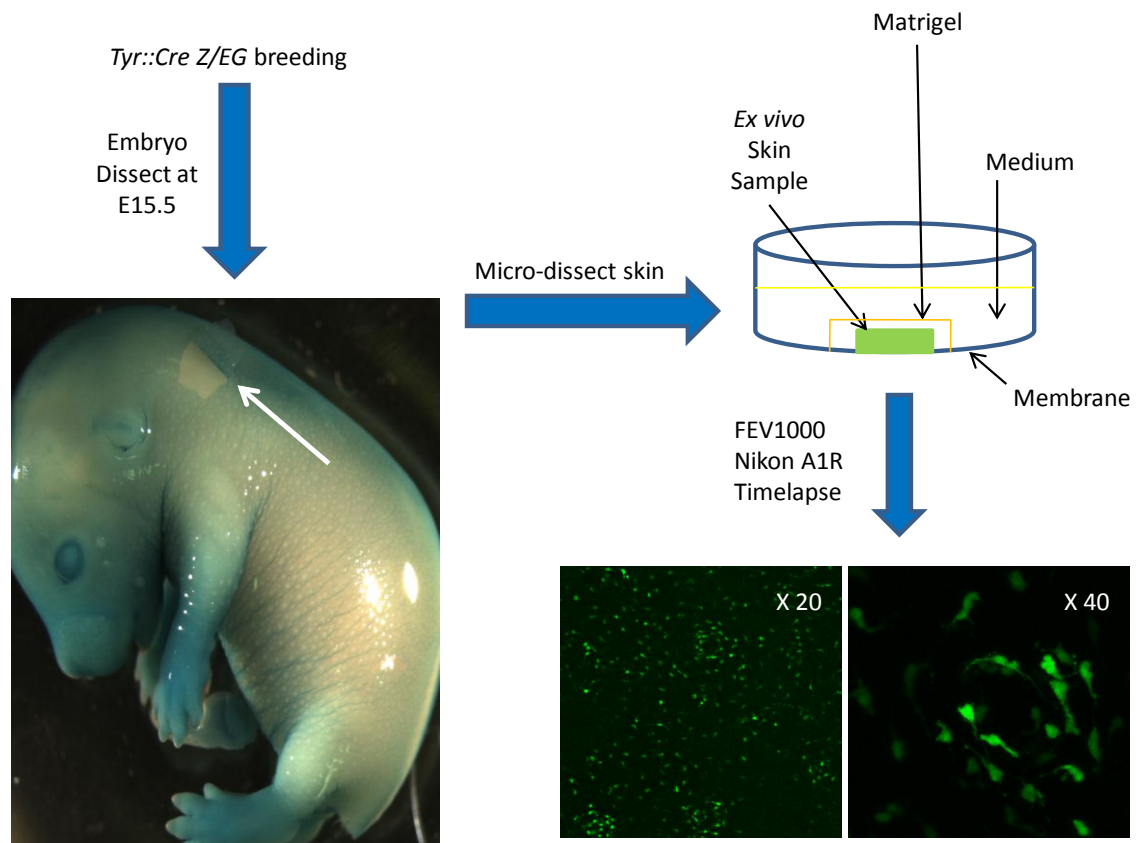 Tyr::Cre Z/EG breeding
Embryo
Dissect at
E15.5
Micro-dissect skin
Matrigel
Ex vivo
Skin
Sample
Medium
Membrane
FEV1000
Nikon A1R
Timelapse
X 20
X 40